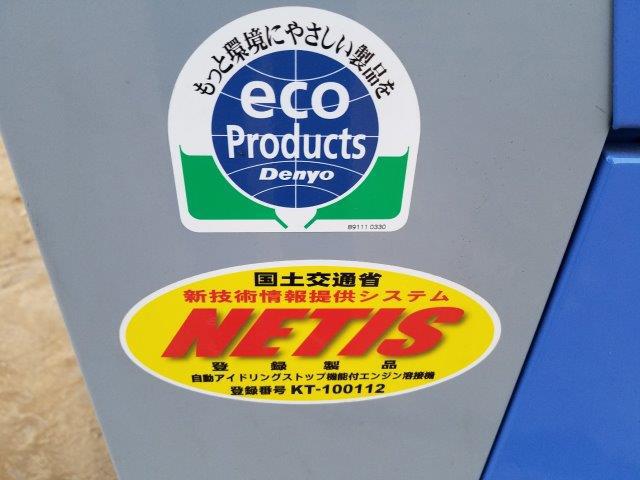 もっと環境にやさしい製品を
eco
Products
Denyo
89111 0330
国土交通省
新技術情報提供システム
NETIS
登録製品
自動アイドリングストップ機能付エンジン溶接機
登録番号 KT-100112